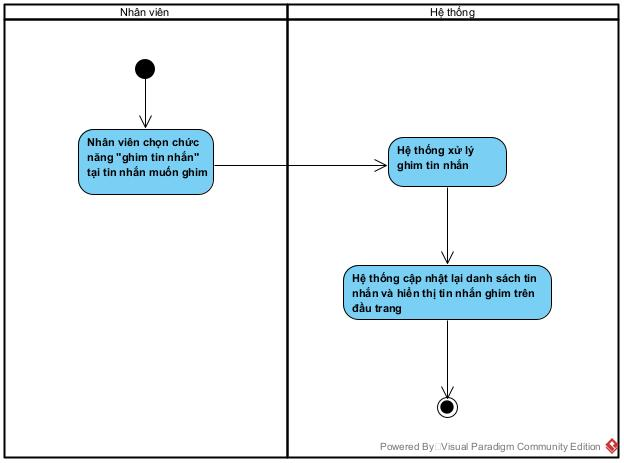 Nhân viên
Hệ thống
Nhân viên chọn chức
năng "ghim tin nhắn"
tại tin nhắn muốn ghim
Hệ thống xử lý
ghim tin nhắn
Hệ thống cập nhật lại danh sách tin
nhắn và hiển thị tin nhắn ghim trên
đầu trang
Powered By Visual Paradigm Community Edition